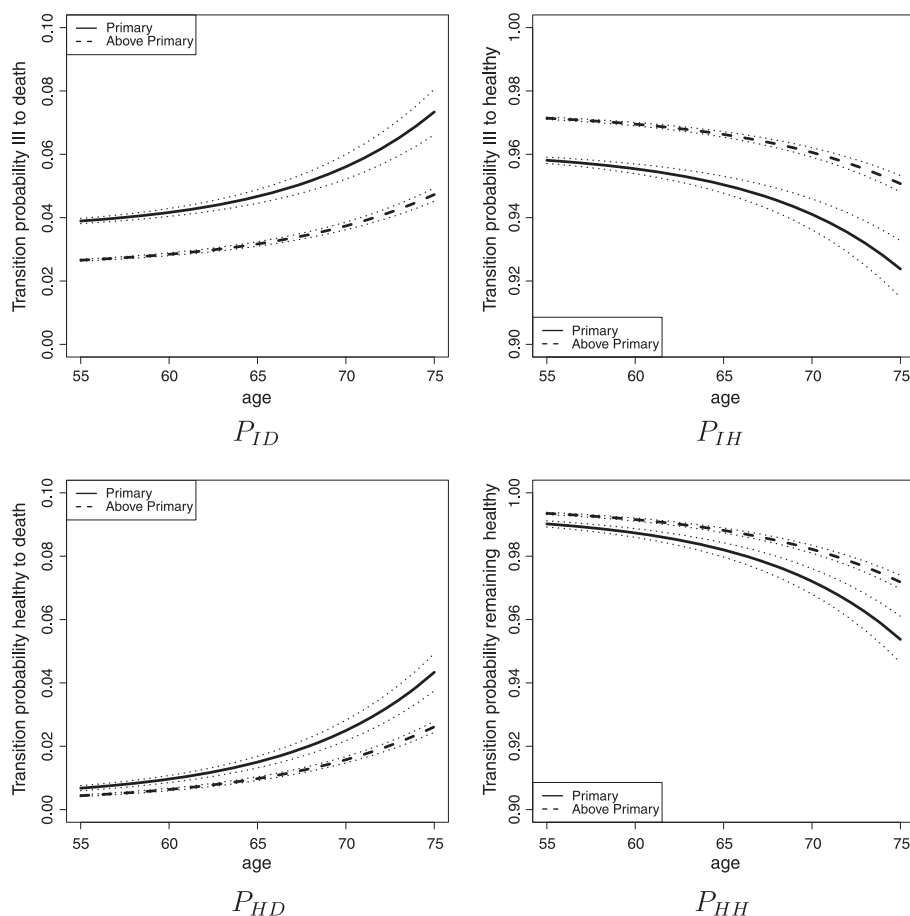 Primary
Above Primary
Transition probability III to death
0.00 0.02 0.04 0.06 0.08 0.10
55 60 65 70 75
age
P_ID
Transition probability III to healthy
0.90 0.92 0.94 0.96 0.98 1.00
Primary
Above Primary
55 60 65 70 75
age
P_IH
Primary
Above Primary
Transition probability healthy to death
0.00 0.02 0.04 0.06 0.08 0.10
55 60 65 70 75
age
P_HD
Transition probability remaining healthy
0.90 0.92 0.94 0.96 0.98 1.00
Primary
Above Primary
55 60 65 70 75
age
P_HH